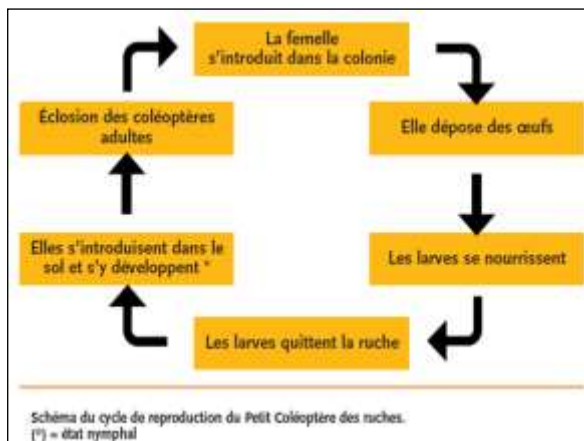 La femelle
s'introduit dans la colonie
Elle dépose des œufs
Les larves se nourrissent
Les larves quittent la ruche
Elles s'introduisent dans le
sol et s'y développent *
Éclosion des coléoptères
adultes
Schéma du cycle de reproduction du Petit Coléoptère des ruches.
(*) = état nymphal